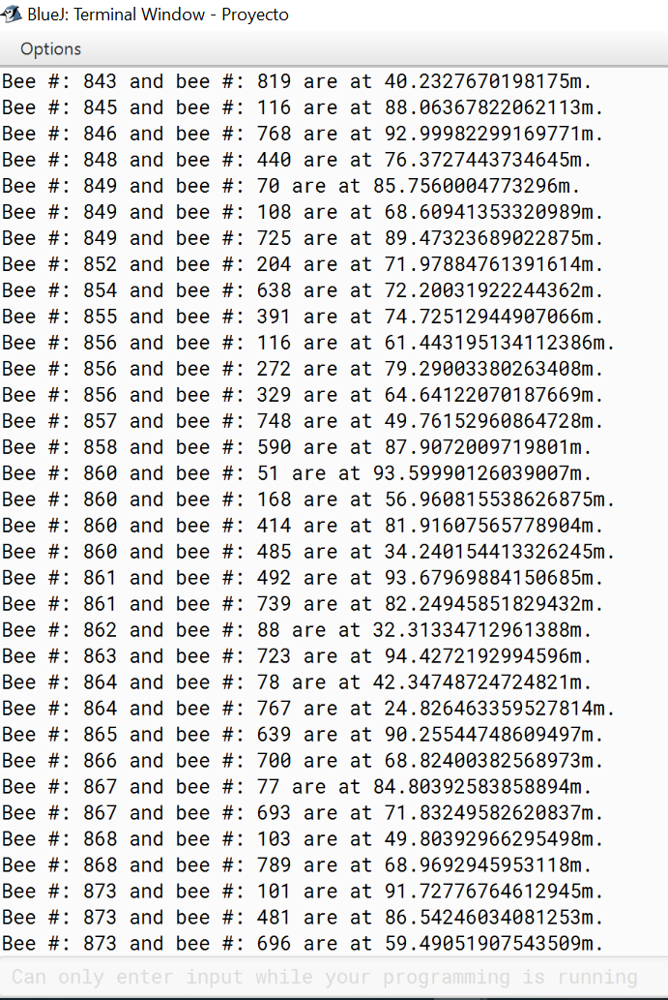 BlueJ: Terminal Window - Proyecto
Options
Bee #: 843 and bee #: 819 are at 40.2327670198175m.
Bee #: 845 and bee #: 116 are at 88.06367822062113m.
Bee #: 846 and bee #: 768 are at 92.99982299169771m.
Bee #: 848 and bee #: 440 are at 76.3727443734645m.
Bee #: 849 and bee #: 70 are at 85.7560004773296m.
Bee #: 849 and bee #: 108 are at 68.60941353320989m.
Bee #: 849 and bee #: 725 are at 89.47323689022875m.
Bee #: 852 and bee #: 204 are at 71.97884761391614m.
Bee #: 854 and bee #: 638 are at 72.20031922244362m.
Bee #: 855 and bee #: 391 are at 74.72512944907066m.
Bee #: 856 and bee #: 116 are at 61.443195134112386m.
Bee #: 856 and bee #: 272 are at 79.29003380263408m.
Bee #: 856 and bee #: 329 are at 64.64122070187669m.
Bee #: 857 and bee #: 748 are at 49.76152960864728m.
Bee #: 858 and bee #: 590 are at 87.9072009719801m.
Bee #: 860 and bee #: 51 are at 93.59990126039007m.
Bee #: 860 and bee #: 168 are at 56.960815538626875m.
Bee #: 860 and bee #: 414 are at 81.91607565778904m.
Bee #: 860 and bee #: 485 are at 34.240154413326245m.
Bee #: 861 and bee #: 492 are at 93.67969884150685m.
Bee #: 861 and bee #: 739 are at 82.24945851829432m.
Bee #: 862 and bee #: 88 are at 32.31334712961388m.
Bee #: 863 and bee #: 723 are at 94.4272192994596m.
Bee #: 864 and bee #: 78 are at 42.34748724724821m.
Bee #: 864 and bee #: 767 are at 24.826463359527814m.
Bee #: 865 and bee #: 639 are at 90.25544748609497m.
Bee #: 866 and bee #: 700 are at 68.82400382568973m.
Bee #: 867 and bee #: 77 are at 84.80392583858894m.
Bee #: 867 and bee #: 693 are at 71.83249582620837m.
Bee #: 868 and bee #: 103 are at 49.80392966295498m.
Bee #: 868 and bee #: 789 are at 68.9692945953118m.
Bee #: 873 and bee #: 101 are at 91.72776764612945m.
Bee #: 873 and bee #: 481 are at 86.54246034081253m.
Bee #: 873 and bee #: 696 are at 59.49051907543509m.
Can only enter input while your programming is running